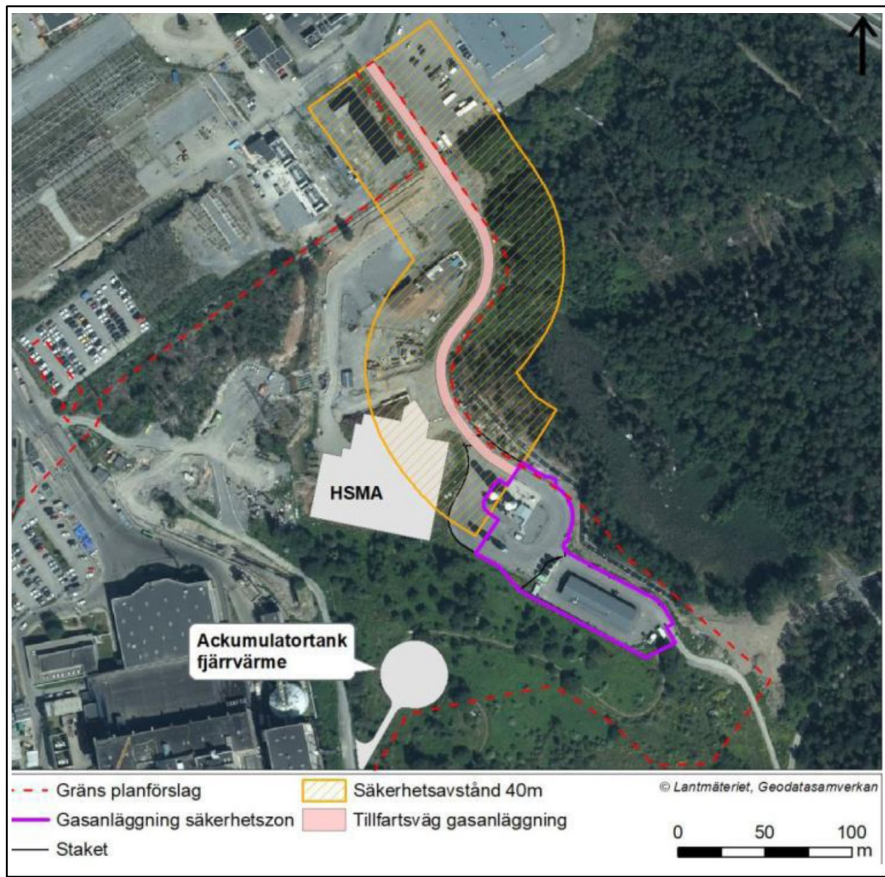 HSMA
Ackumulatortank
fjärrvärme
Gräns planförslag
Säkerhetsavstånd 40m
© Lantmäteriet, Geodatasamverkan
Gasanläggning säkerhetszon
Tillfartsväg gasanläggning
Staket
0 50 100
m